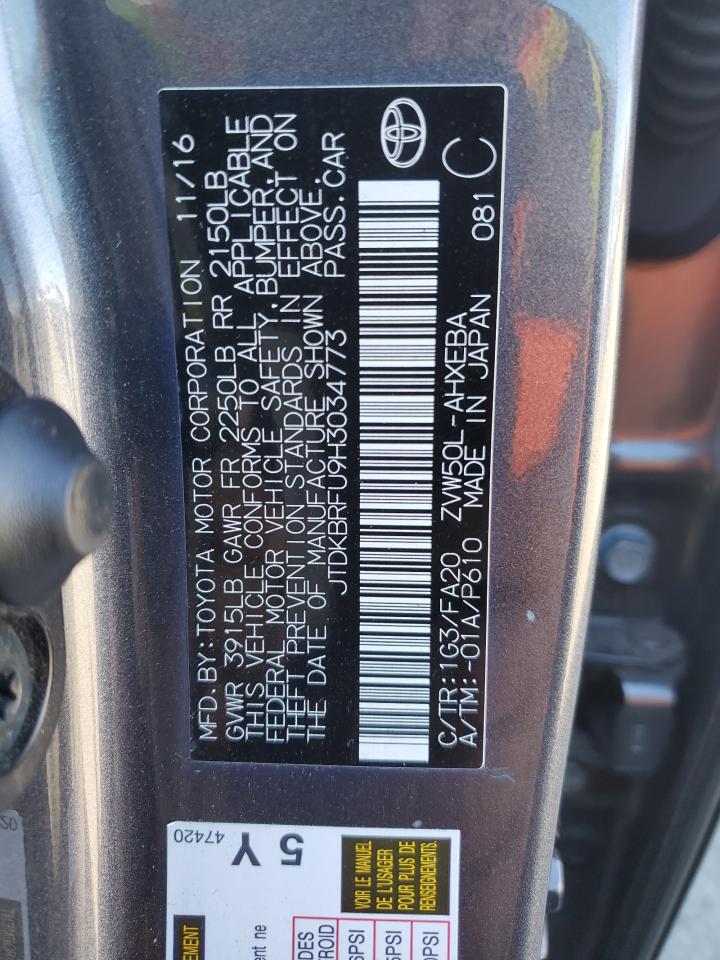 MFD. BY: TOYOTA MOTOR CORPORATION 11/16
GVWR 3915LB GAWR FR 2250LB RR 2150LB
THIS VEHICLE CONFORMS TO ALL APPLICABLE
FEDERAL MOTOR VEHICLE SAFETY, BUMPER, AND
THEFT PREVENTION STANDARDS IN EFFECT ON
THE DATE OF MANUFACTURE SHOWN ABOVE.
JTDKBRFU9H3034773 PASS. CAR
C/TR: 1G3/FA20 ZVW50L-AHXEBA 081 C
A/TM: -01A/P610 MADE IN JAPAN
47420
5 Y
VOIR LE MANUEL
DE L'USAGER
POUR PLUS DE
RENSEIGNEMENTS.